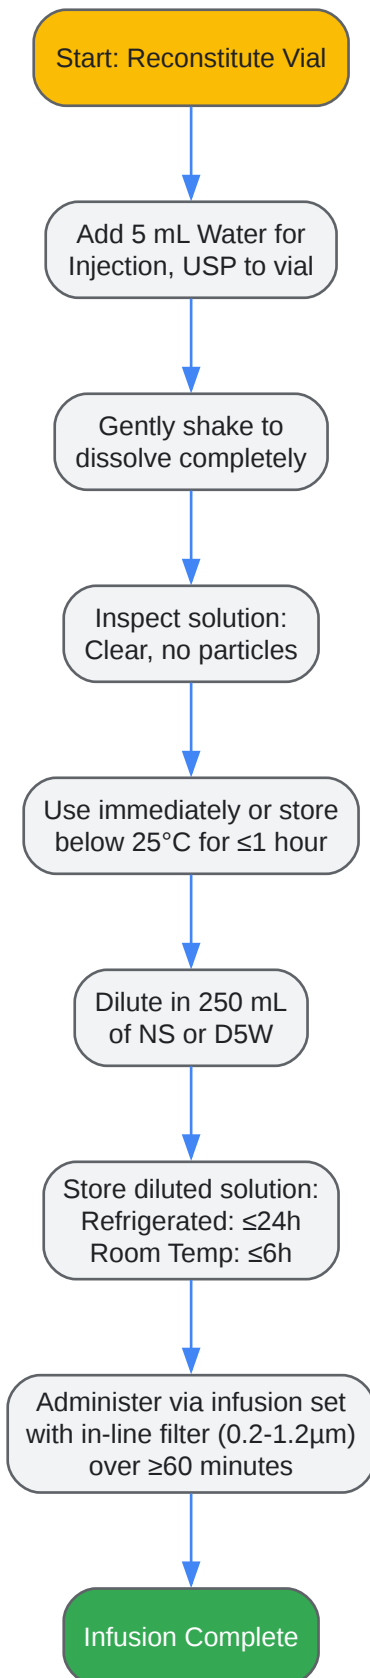 Start: Reconstitute Vial
Add 5 mL Water for
Injection, USP to vial
Gently shake to
dissolve completely
Inspect solution:
Clear, no particles
Use immediately or store
below 25°C for ≤1 hour
Dilute in 250 mL
of NS or D5W
Store diluted solution:
Refrigerated: ≤24h
Room Temp: ≤6h
Administer via infusion set
with in-line filter (0.2-1.2µm)
over ≥60 minutes
Infusion Complete